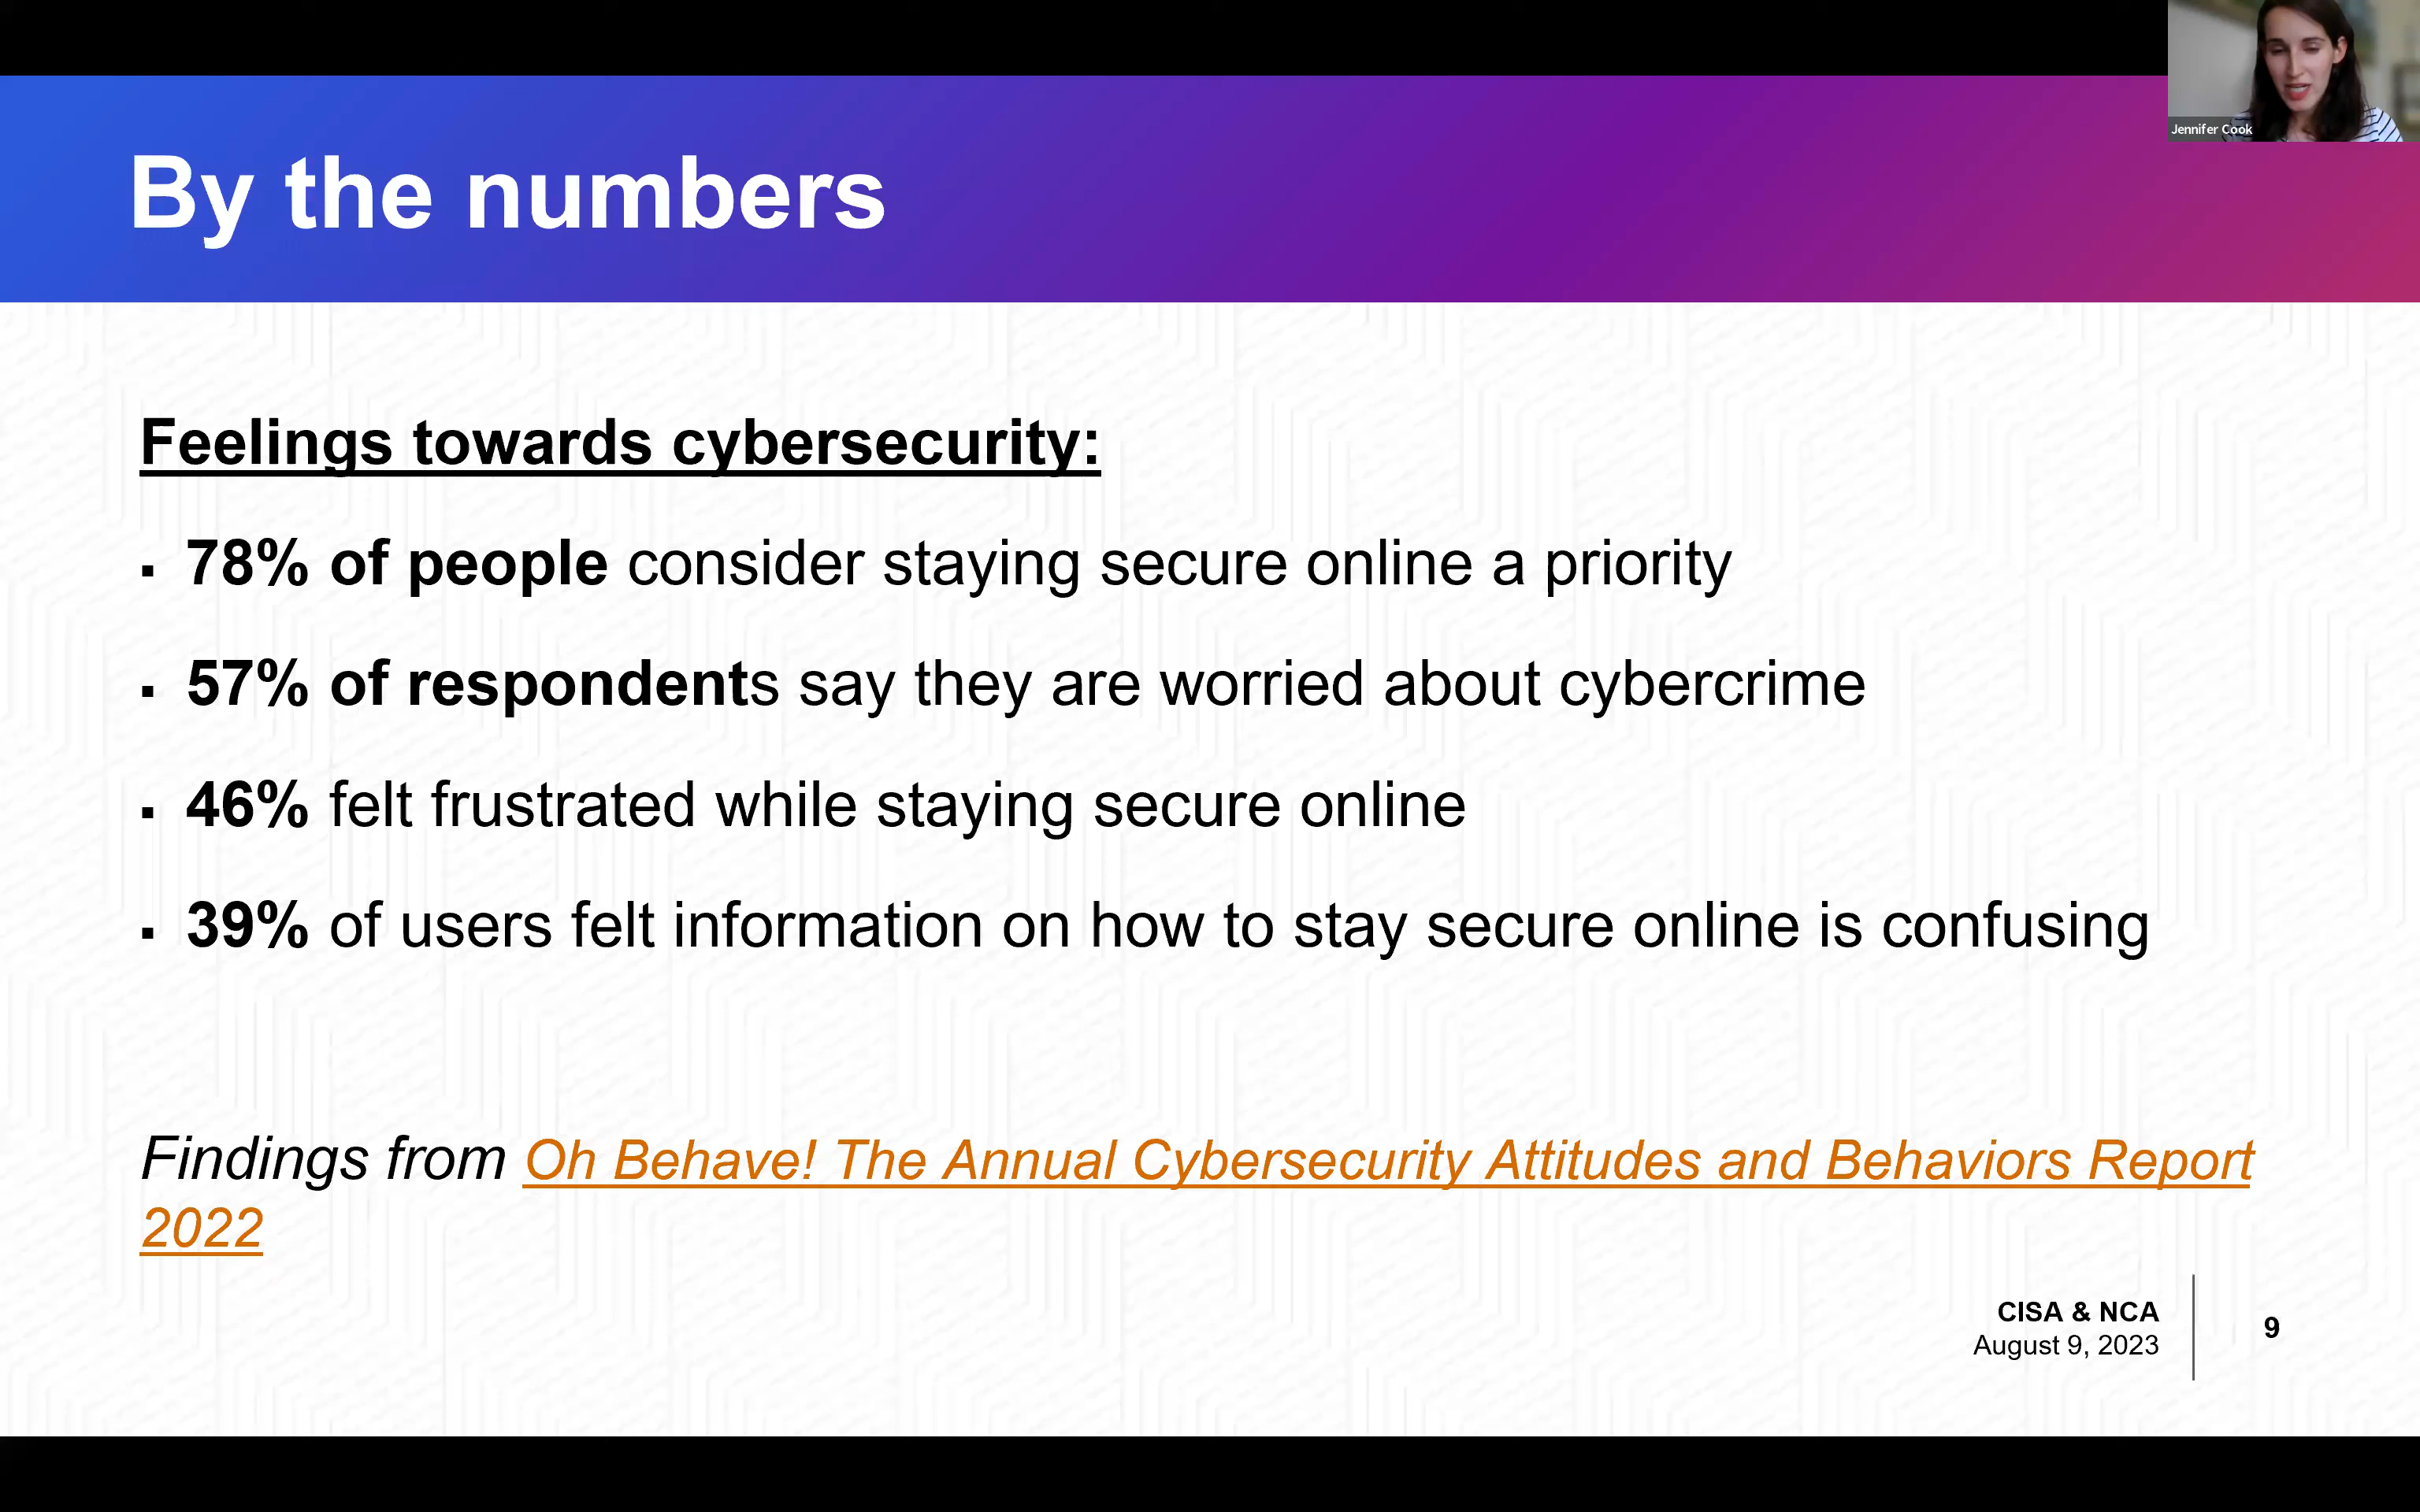 Jennifer Cook
By the numbers
Feelings towards cybersecurity:
▪ 78% of people consider staying secure online a priority
▪ 57% of respondents say they are worried about cybercrime
▪ 46% felt frustrated while staying secure online
▪ 39% of users felt information on how to stay secure online is confusing
Findings from Oh Behave! The Annual Cybersecurity Attitudes and Behaviors Report
2022
CISA & NCA
August 9, 2023
9